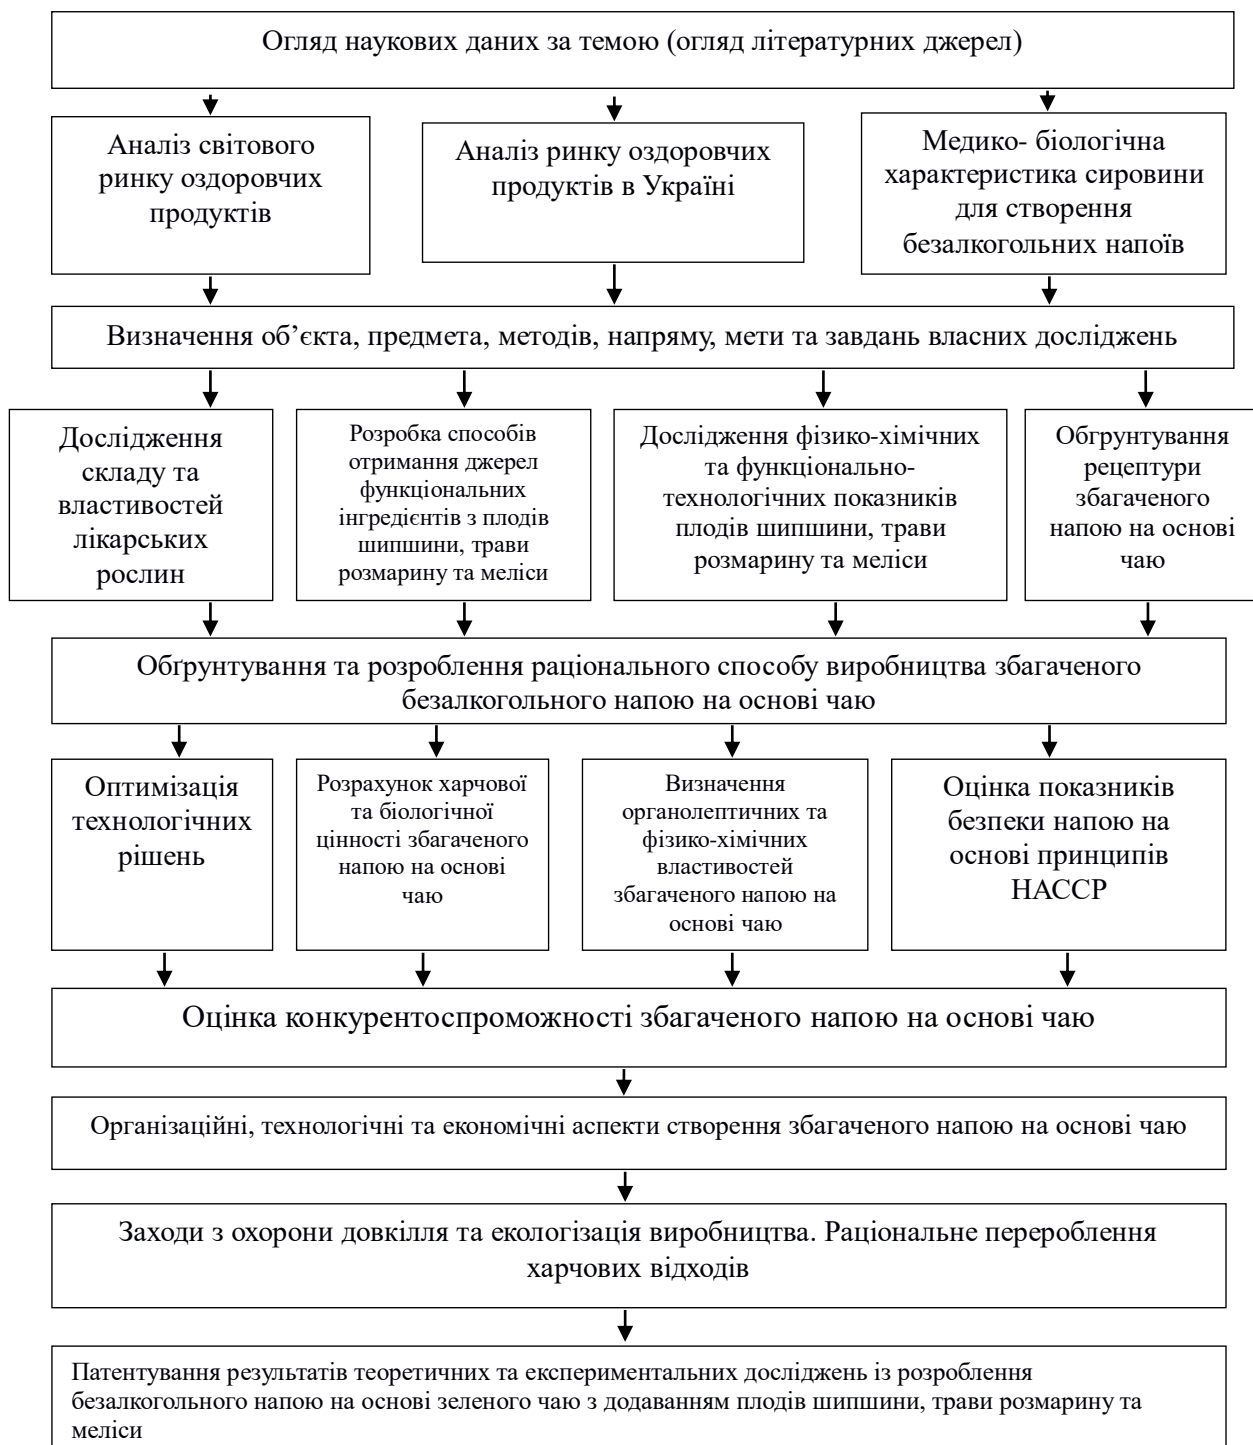 Огляд наукових даних за темою (огляд літературних джерел)
Аналіз світового
ринку оздоровчих
продуктів
Аналіз ринку оздоровчих
продуктів в Україні
Медико- біологічна
характеристика сировини
для створення
безалкогольних напоїв
Визначення об’єкта, предмета, методів, напряму, мети та завдань власних досліджень
Дослідження
складу та
властивостей
лікарських
рослин
Розробка способів
отримання джерел
функціональних
інгредієнтів з плодів
шипшини, трави
розмарину та меліси
Дослідження фізико-хімічних
та функціонально-
технологічних показників
плодів шипшини, трави
розмарину та меліси
Обгрунтування
рецептури
збагаченого
напою на основі
чаю
Обґрунтування та розроблення раціонального способу виробництва збагаченого
безалкогольного напою на основі чаю
Оптимізація
технологічних
рішень
Розрахунок харчової
та біологічної
цінності збагаченого
напою на основі
чаю
Визначення
органолептичних та
фізико-хімічних
властивостей
збагаченого напою на
основі чаю
Оцінка показників
безпеки напою на
основі принципів
НАССР
Оцінка конкурентоспроможності збагаченого напою на основі чаю
Організаційні, технологічні та економічні аспекти створення збагаченого напою на основі чаю
Заходи з охорони довкілля та екологізація виробництва. Раціональне перероблення
харчових відходів
Патентування результатів теоретичних та експериментальних досліджень із розроблення
безалкогольного напою на основі зеленого чаю з додаванням плодів шипшини, трави розмарину та
меліси